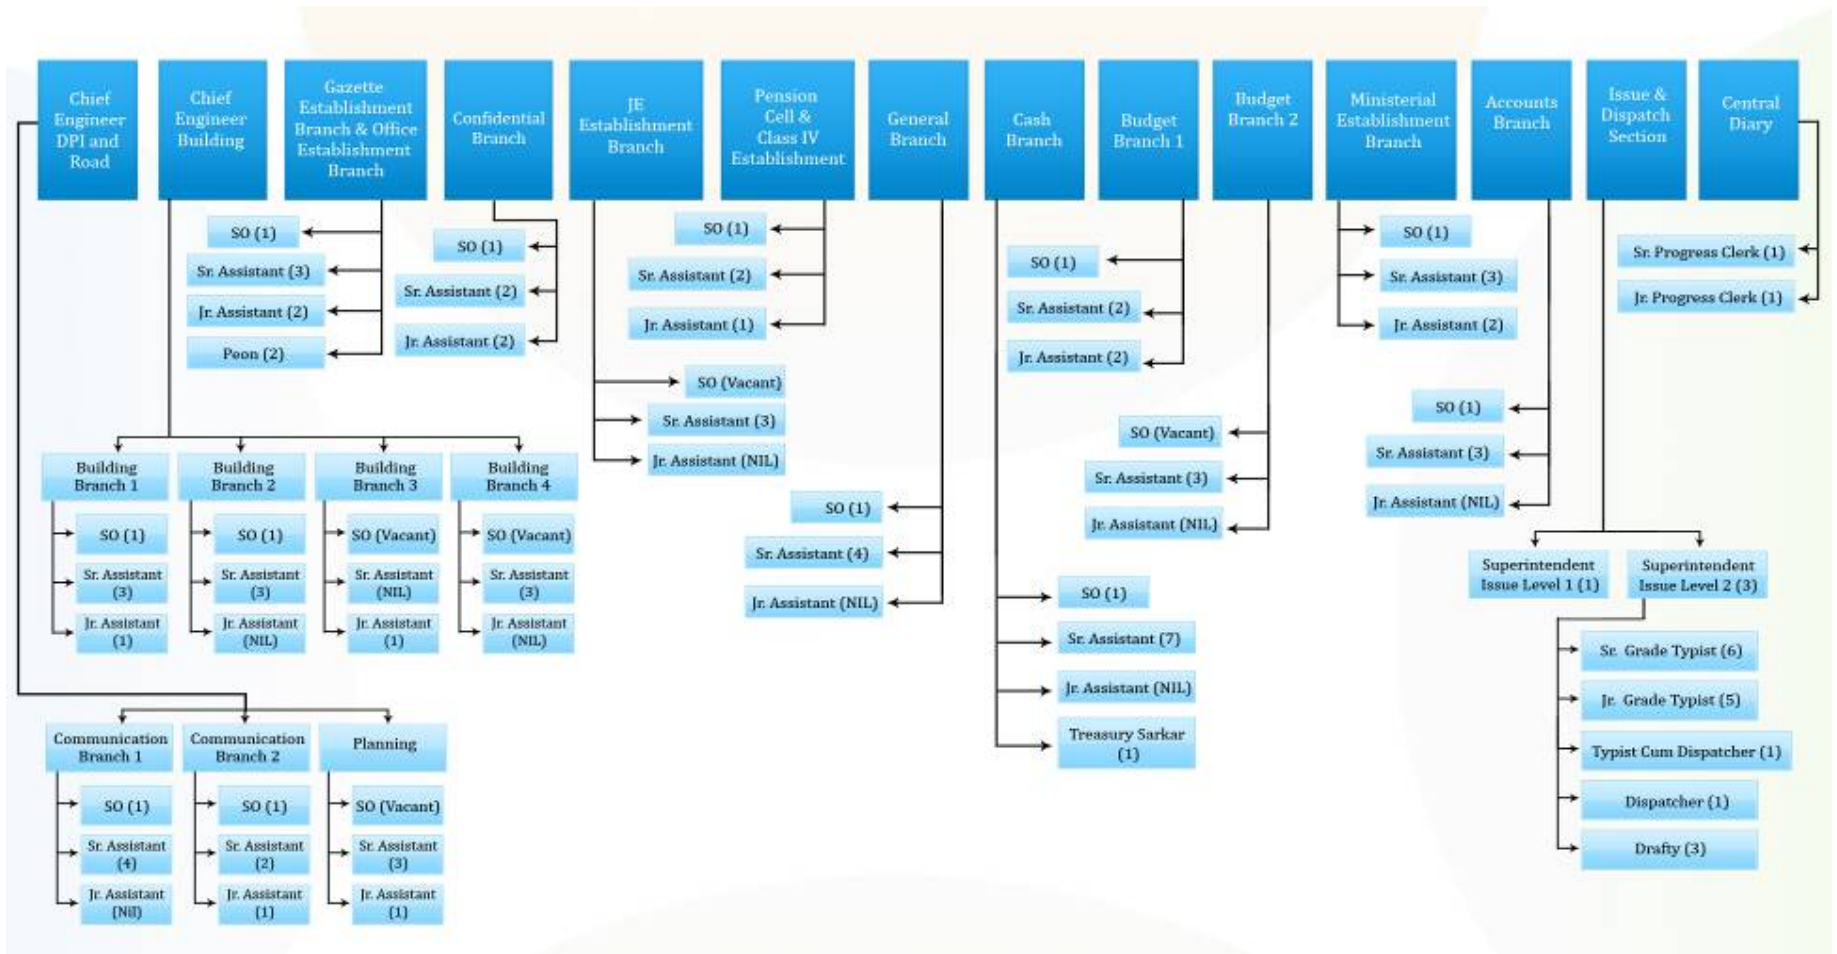 Chief
Engineer
DPI and
Road
Chief
Engineer
Building
Gazette
Establishment
Branch & Office
Establishment
Branch
Confidential
Branch
JE
Establishment
Branch
Pension
Cell &
Class IV
Establishment
General
Branch
Cash
Branch
Budget
Branch 1
Budget
Branch 2
Ministerial
Establishment
Branch
Accounts
Branch
Issue &
Dispatch
Section
Central
Diary
SO (1)
Sr. Assistant (3)
Jr. Assistant (2)
Peon (2)
SO (1)
Sr. Assistant (2)
Jr. Assistant (2)
SO (Vacant)
Sr. Assistant (3)
Jr. Assistant (NIL)
SO (1)
Sr. Assistant (2)
Jr. Assistant (1)
SO (1)
Sr. Assistant (4)
Jr. Assistant (NIL)
SO (1)
Sr. Assistant (7)
Jr. Assistant (NIL)
Treasury Sarkar
(1)
SO (1)
Sr. Assistant (2)
Jr. Assistant (2)
SO (Vacant)
Sr. Assistant (3)
Jr. Assistant (NIL)
SO (1)
Sr. Assistant (3)
Jr. Assistant (2)
SO (1)
Sr. Assistant (3)
Jr. Assistant (NIL)
Sr. Progress Clerk (1)
Jr. Progress Clerk (1)
Building
Branch 1
SO (1)
Sr. Assistant
(3)
Jr. Assistant
(1)
Building
Branch 2
SO (1)
Sr. Assistant
(3)
Jr. Assistant
(NIL)
Building
Branch 3
SO (Vacant)
Sr. Assistant
(NIL)
Jr. Assistant
(1)
Building
Branch 4
SO (Vacant)
Sr. Assistant
(3)
Jr. Assistant
(NIL)
Superintendent
Issue Level 1 (1)
Superintendent
Issue Level 2 (3)
Sr. Grade Typist (6)
Jr. Grade Typist (5)
Typist Cum Dispatcher (1)
Dispatcher (1)
Drafty (3)
Communication
Branch 1
SO (1)
Sr. Assistant
(4)
Jr. Assistant
(Nil)
Communication
Branch 2
SO (1)
Sr. Assistant
(2)
Jr. Assistant
(1)
Planning
SO (Vacant)
Sr. Assistant
(3)
Jr. Assistant
(1)